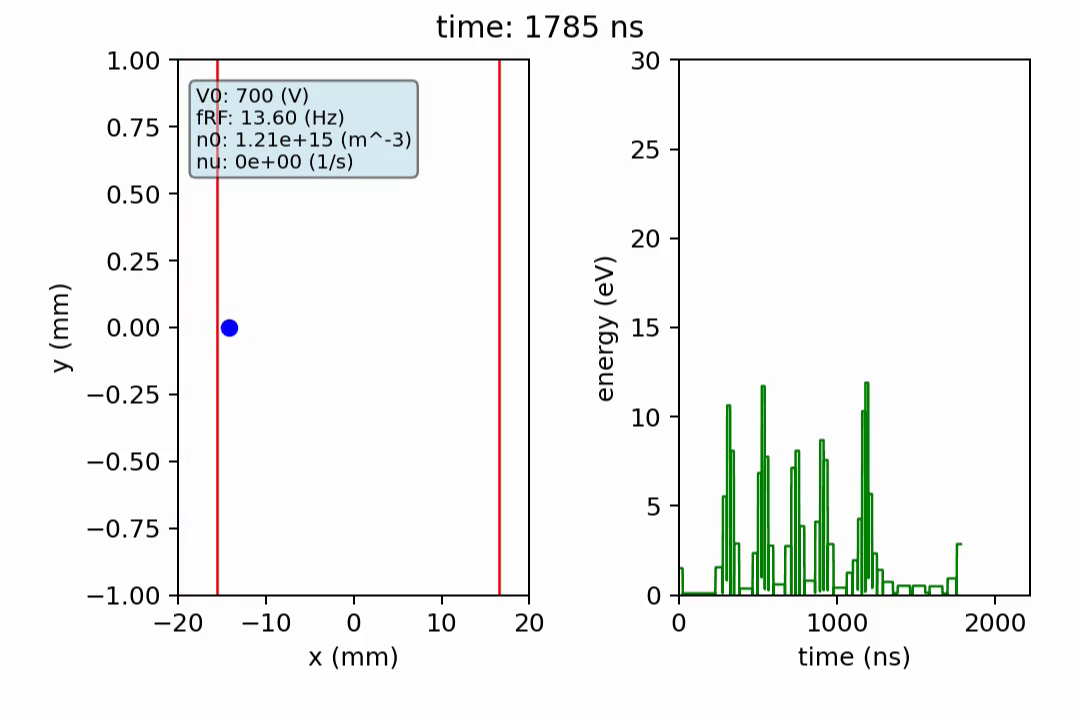 time: 1785 ns
1.00
0.75
0.50
0.25
0.00
−0.25
−0.50
−0.75
−1.00
y (mm)
V0: 700 (V)
fRF: 13.60 (Hz)
n0: 1.21e+15 (m^-3)
nu: 0e+00 (1/s)
−20
−10
0
10
20
x (mm)
30
25
20
15
10
5
0
energy (eV)
0
1000
2000
time (ns)